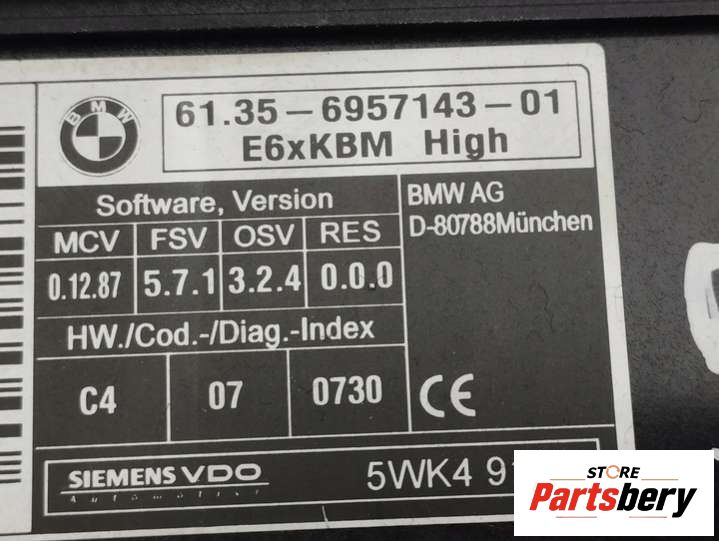 BMW
61.35-6957143-01
E6xKBM High
Software, Version
BMW AG
D-80788München
MCV FSV OSV RES
0.12.87 5.7.1 3.2.4 0.0.0
HW./Cod.-/Diag.-Index
C4 07 0730
CE
SIEMENS VDO
Automotive
5WK4
STORE
Partsbery